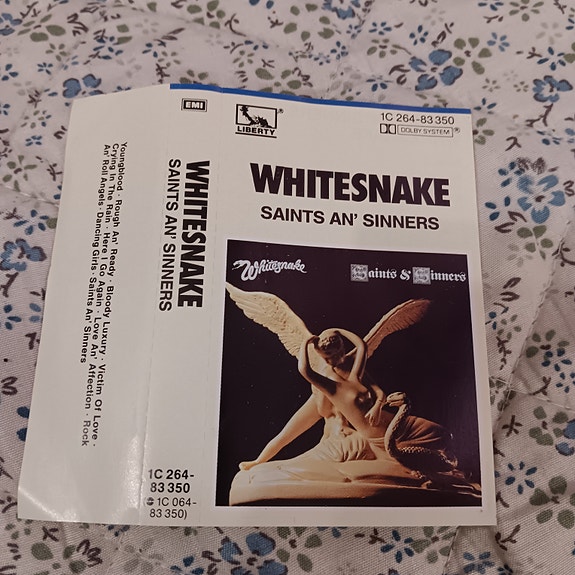 Youngblood · Rough An' Ready · Bloody Luxury · Victim Of Love ·
Crying In The Rain · Here I Go Again · Love An' Affection · Rock
An' Roll Angels · Dancing Girls · Saints An' Sinners
EMI
WHITESNAKE
SAINTS AN' SINNERS
1C 264-
83 350
1C 064-
83 350)
LIBERTY ®
1C 264-83 350
DOLBY SYSTEM ®
WHITESNAKE
SAINTS AN' SINNERS
Whitesnake
Saints & Sinners